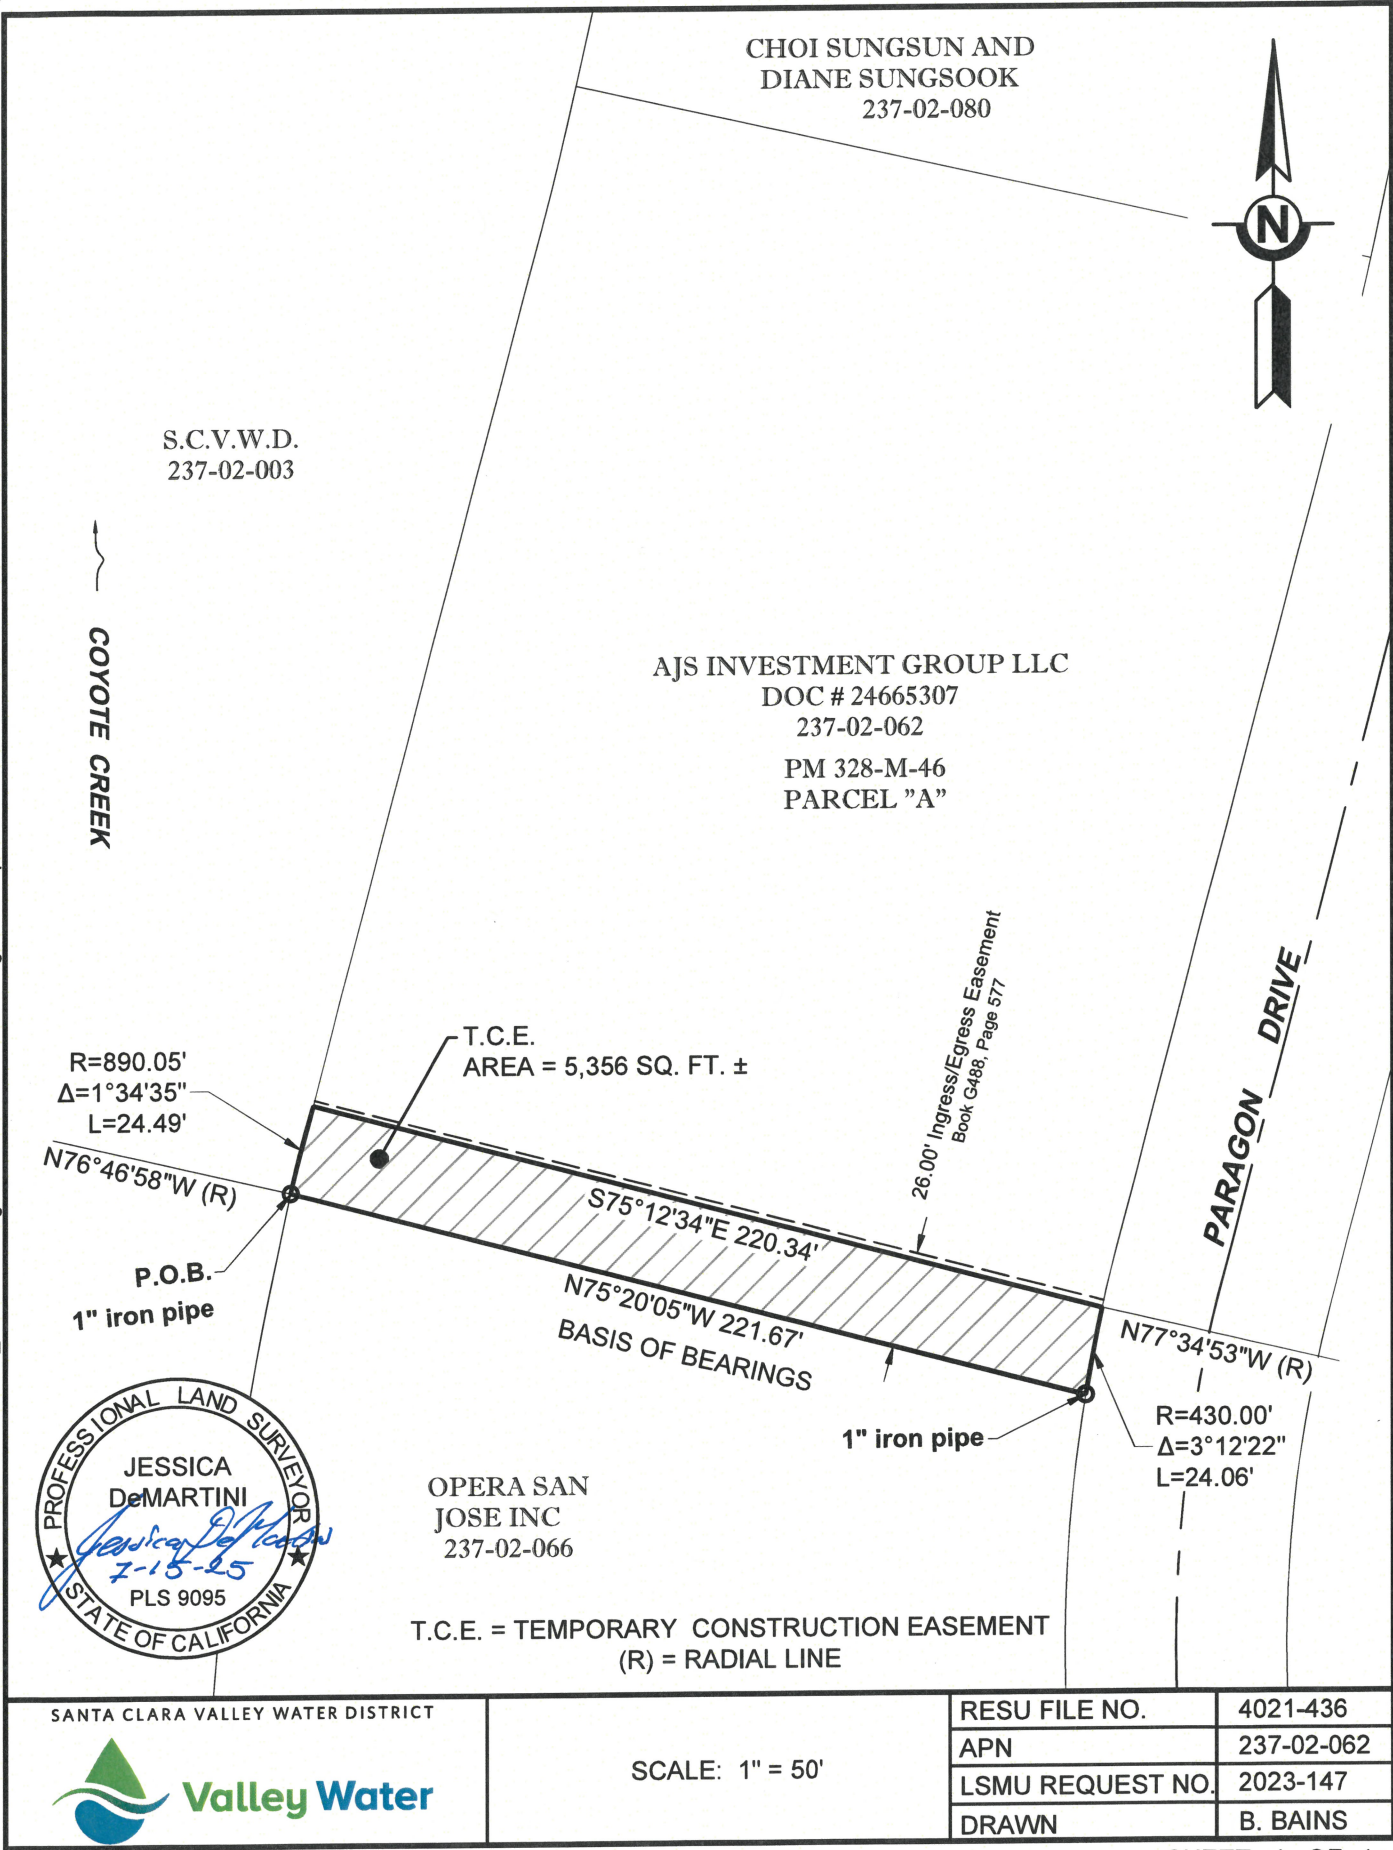 CHOI SUNGSUN AND
DIANE SUNGSOOK
237-02-080
N
S.C.V.W.D.
237-02-003
COYOTE CREEK
AJS INVESTMENT GROUP LLC
DOC # 24665307
237-02-062
PM 328-M-46
PARCEL "A"
26.00' Ingress/Egress Easement
Book G488, Page 577
PARAGON DRIVE
T.C.E.
AREA = 5,356 SQ. FT. ±
R=890.05'
Δ=1°34'35"
L=24.49'
N76°46'58"W (R)
S75°12'34"E 220.34'
N75°20'05"W 221.67'
BASIS OF BEARINGS
P.O.B.
1" iron pipe
N77°34'53"W (R)
R=430.00'
Δ=3°12'22"
L=24.06'
1" iron pipe
PROFESSIONAL LAND SURVEYOR
JESSICA
DeMARTINI
Jessica DeMartini
7-15-25
PLS 9095
STATE OF CALIFORNIA
OPERA SAN
JOSE INC
237-02-066
T.C.E. = TEMPORARY CONSTRUCTION EASEMENT
(R) = RADIAL LINE
SANTA CLARA VALLEY WATER DISTRICT
Valley Water
SCALE: 1" = 50'
RESU FILE NO. 4021-436
APN 237-02-062
LSMU REQUEST NO. 2023-147
DRAWN B. BAINS